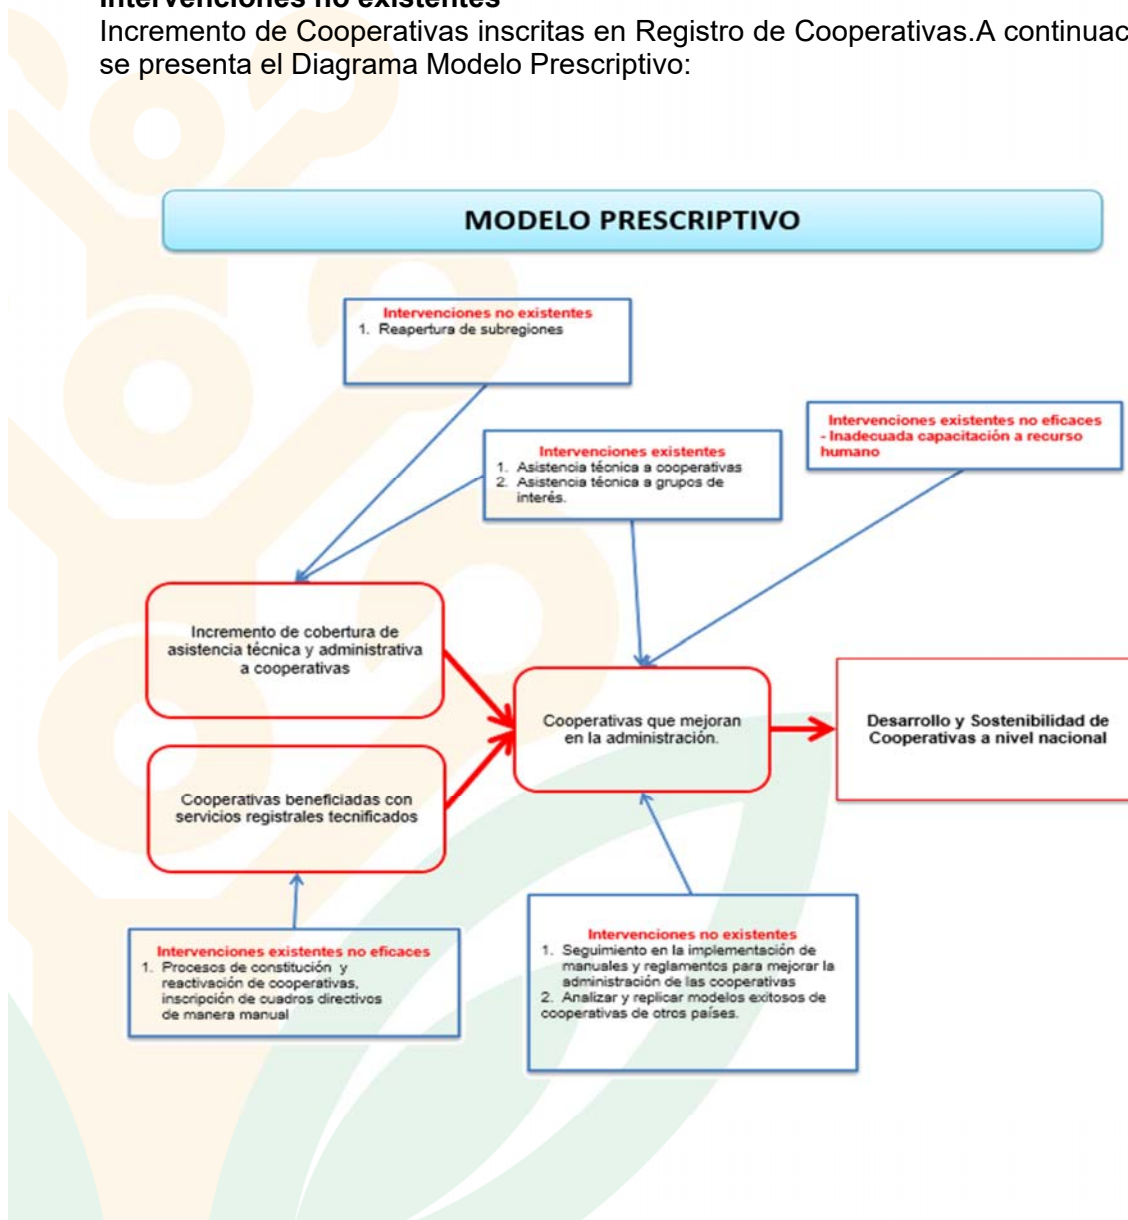 Intervenciones no existentes
Incremento de Cooperativas inscritas en Registro de Cooperativas.A continuac
se presenta el Diagrama Modelo Prescriptivo:
MODELO PRESCRIPTIVO
Intervenciones no existentes
1. Reapertura de subregiones
Intervenciones existentes no eficaces
- Inadecuada capacitación a recurso
humano
Intervenciones existentes
1. Asistencia técnica a cooperativas
2. Asistencia técnica a grupos de
interés.
Incremento de cobertura de
asistencia técnica y administrativa
a cooperativas
Cooperativas que mejoran
en la administración.
Desarrollo y Sostenibilidad de
Cooperativas a nivel nacional
Cooperativas beneficiadas con
servicios registrales tecnificados
Intervenciones existentes no eficaces
1. Procesos de constitución y
reactivación de cooperativas,
inscripción de cuadros directivos
de manera manual
Intervenciones no existentes
1. Seguimiento en la implementación de
manuales y reglamentos para mejorar la
administración de las cooperativas
2. Analizar y replicar modelos exitosos de
cooperativas de otros países.